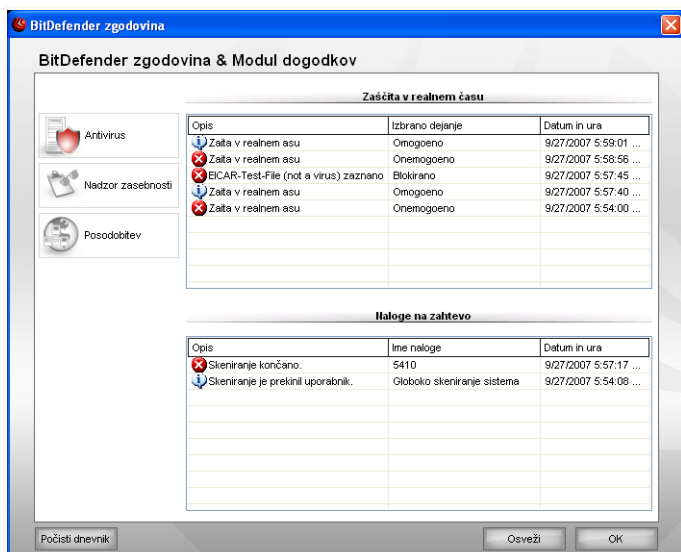 BitDefender zgodovina
BitDefender zgodovina & Modul dogodkov
Antivirus
Nadzor zasebnosti
Posodobitev
Zaščita v realnem času
Opis Izbrano dejanje Datum in ura
Zaita v realnem asu Omogoeno 9/27/2007 5:59:01 ...
Zaita v realnem asu Onemogoeno 9/27/2007 5:58:56 ...
EICAR-Test-File (not a virus) zaznano Blokirano 9/27/2007 5:57:45 ...
Zaita v realnem asu Omogoeno 9/27/2007 5:57:40 ...
Zaita v realnem asu Onemogoeno 9/27/2007 5:54:00 ...
Naloge na zahtevo
Opis Ime naloge Datum in ura
Skeniranje končano. 5410 9/27/2007 5:57:17 ...
Skeniranje je prekinil uporabnik. Globoko skeniranje sistema 9/27/2007 5:54:08 ...
Počisti dnevnik Osveži OK